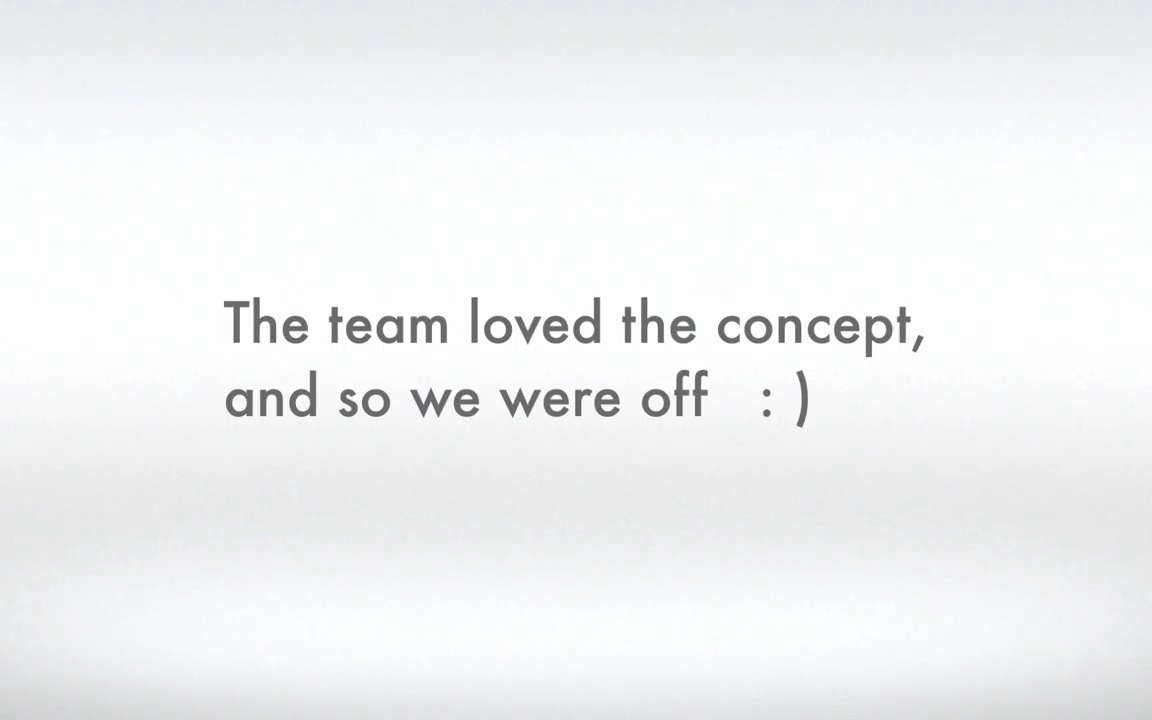 The team loved the concept,
and so we were off : )